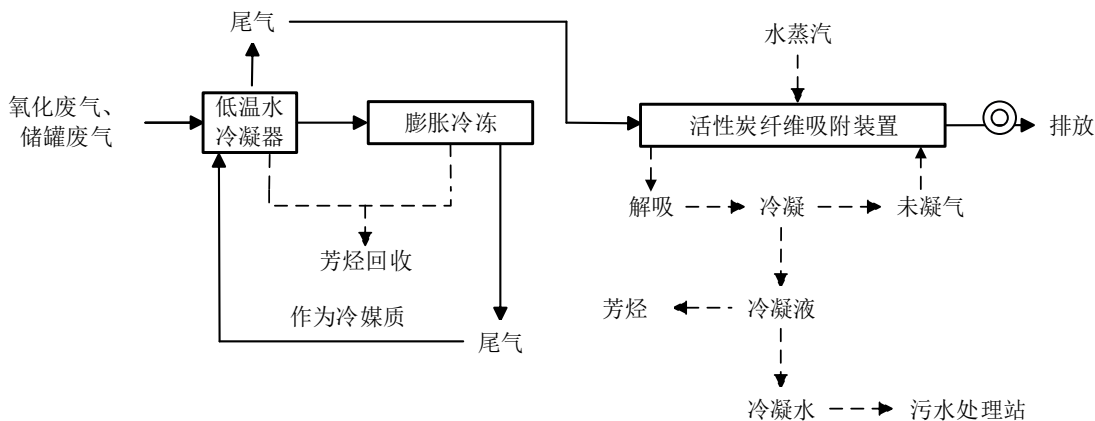 尾气
水蒸汽
氧化废气、
储罐废气
低温水
冷凝器
膨胀冷冻
活性炭纤维吸附装置
排放
解吸
冷凝
未凝气
芳烃回收
作为冷媒质
尾气
芳烃
冷凝液
冷凝水
污水处理站